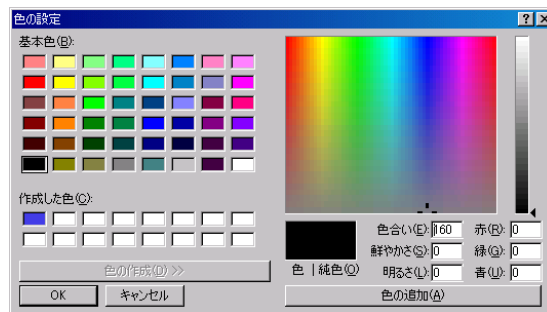 色の設定
基本色(B):
作成した色(C):
色の作成(D) >>
OK キャンセル
色 | 純色(O)
色合い(E): 160 赤(R): 0
鮮やかさ(S): 0 緑(G): 0
明るさ(L): 0 青(U): 0
色の追加(A)